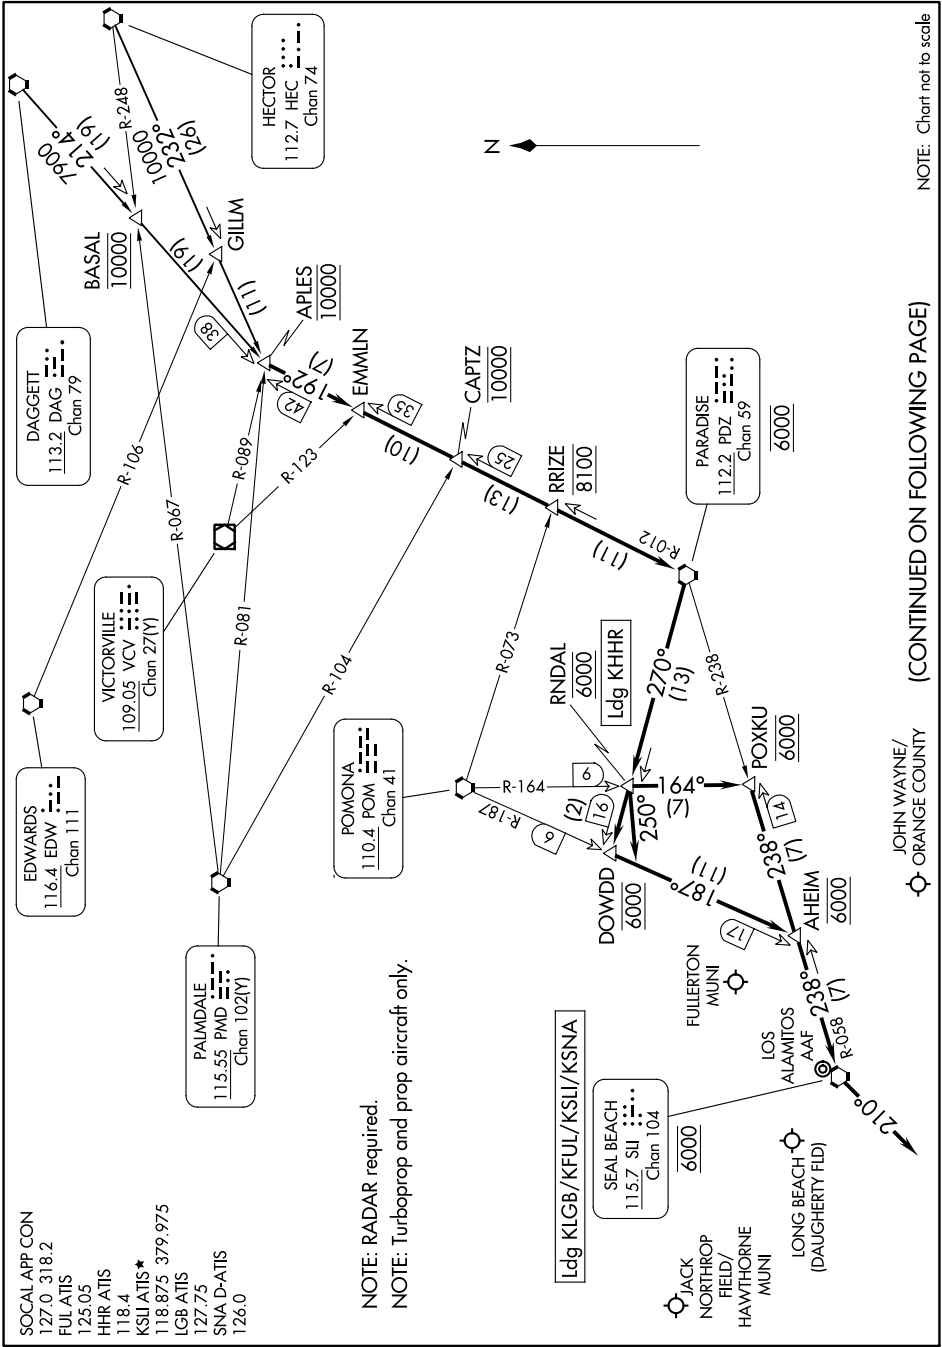 SOCAL APP CON
127.0 318.2
FUL ATIS
125.05
HHR ATIS
118.4
KSLI ATIS★
118.875 379.975
LGB ATIS
127.75
SNA D-ATIS
126.0
NOTE: RADAR required.
NOTE: Turboprop and prop aircraft only.
EDWARDS
116.4 EDW
Chan 111
PALMDALE
115.55 PMD
Chan 102(Y)
VICTORVILLE
109.05 VCV
Chan 27(Y)
DAGGETT
113.2 DAG
Chan 79
HECTOR
112.7 HEC
Chan 74
7900
214°
(19)
R-248
10000
232°
(26)
BASAL
10000
GILLM
(19)
(11)
R-106
R-067
R-089
R-123
R-081
R-104
38
42
APLES
10000
192°
(7)
EMMLN
35
(10)
CAPTZ
10000
25
(13)
RRIZE
8100
(11)
R-012
R-073
N
POMONA
110.4 POM
Chan 41
PARADISE
112.2 PDZ
Chan 59
6000
R-187
R-164
9
9
RNDAL
6000
Ldg KHHR
270°
(13)
R-238
(2)
16
250°
164°
(7)
DOWDD
6000
187°
(11)
17
POXKU
6000
14
238°
(7)
AHEIM
6000
238°
(7)
R-058
FULLERTON
MUNI
LOS
ALAMITOS
AAF
Ldg KLGB/KFUL/KSLI/KSNA
SEAL BEACH
115.7 SLI
Chan 104
6000
210°
LONG BEACH
(DAUGHERTY FLD)
JACK
NORTHROP
FIELD/
HAWTHORNE
MUNI
JOHN WAYNE/
ORANGE COUNTY
(CONTINUED ON FOLLOWING PAGE)
NOTE: Chart not to scale